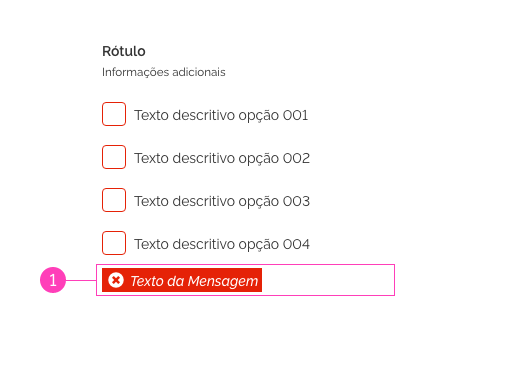 Rótulo
Informações adicionais
Texto descritivo opção 001
Texto descritivo opção 002
Texto descritivo opção 003
Texto descritivo opção 004
1 Texto da Mensagem